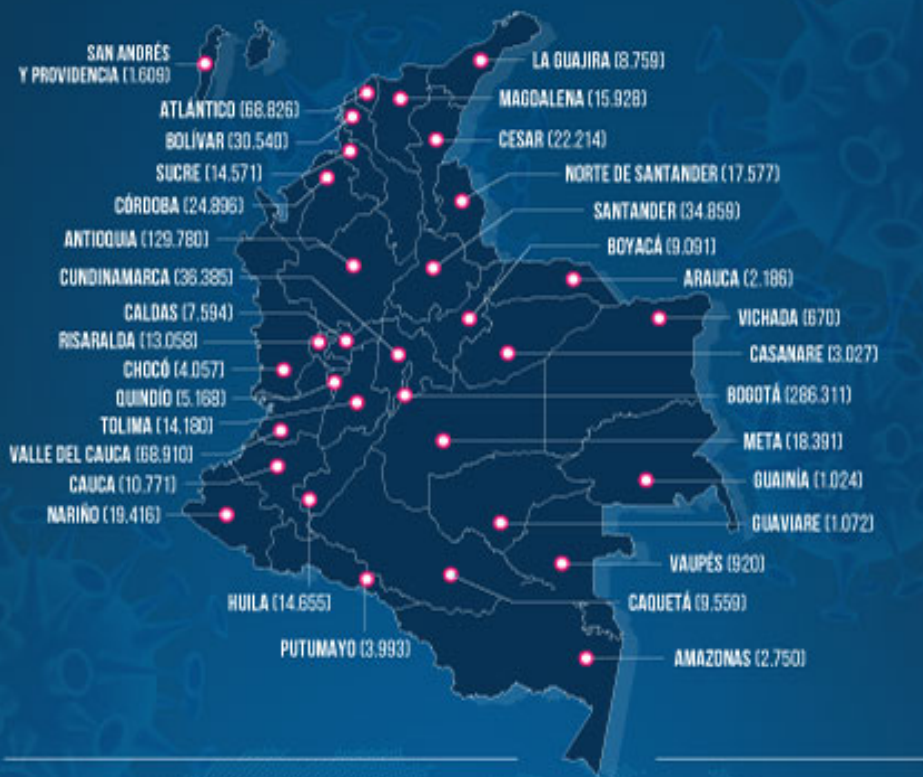 SAN ANDRÉS
Y PROVIDENCIA (1.609)
ATLÁNTICO (68.826)
BOLÍVAR (30.540)
SUCRE (14.571)
CÓRDOBA (24.896)
ANTIOQUIA (129.780)
CUNDINAMARCA (36.385)
CALDAS (7.594)
RISARALDA (13.058)
CHOCÓ (4.057)
QUINDÍO (5.168)
TOLIMA (14.180)
VALLE DEL CAUCA (68.910)
CAUCA (10.771)
NARIÑO (19.416)
HUILA (14.655)
PUTUMAYO (3.993)
LA GUAJIRA (8.759)
MAGDALENA (15.928)
CESAR (22.214)
NORTE DE SANTANDER (17.577)
SANTANDER (34.859)
BOYACÁ (9.091)
ARAUCA (2.186)
VICHADA (670)
CASANARE (3.027)
BOGOTÁ (286.311)
META (18.391)
GUAINÍA (1.024)
GUAVIARE (1.072)
VAUPÉS (920)
CAQUETÁ (9.559)
AMAZONAS (2.750)